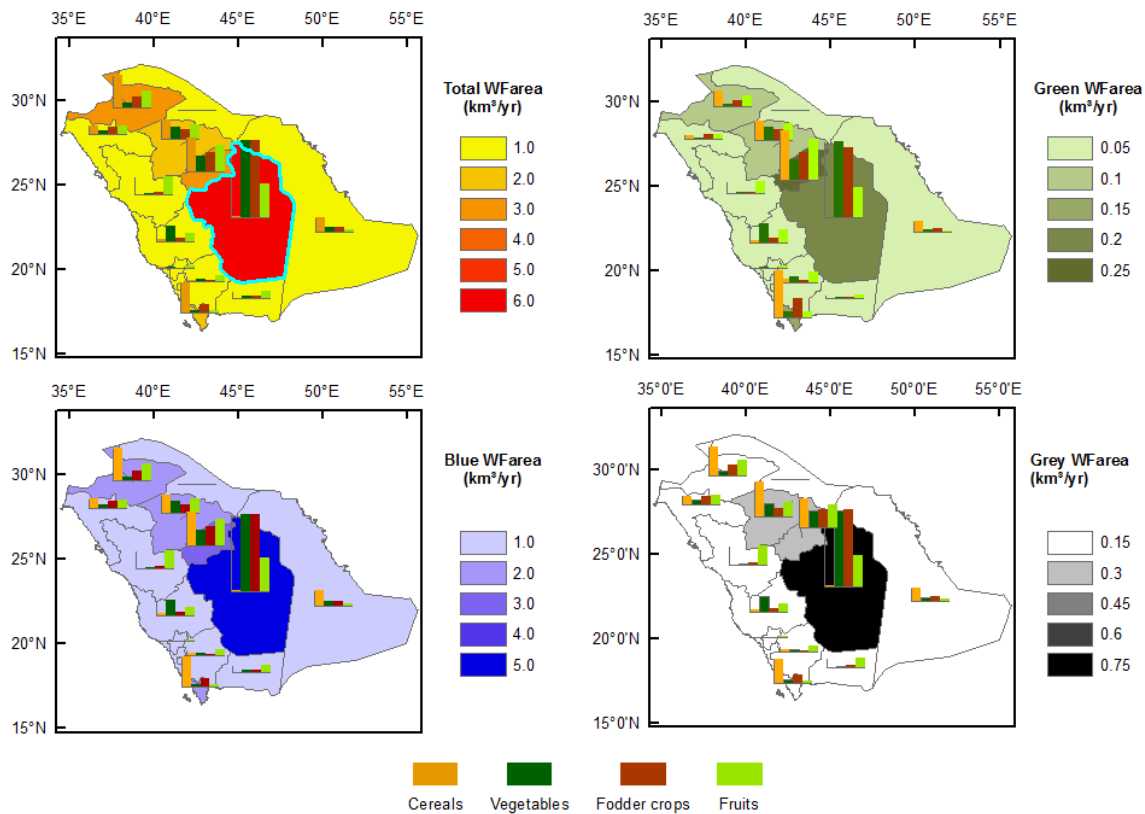 35°E 40°E 45°E 50°E 55°E
30°N
25°N
20°N
15°N
Total WFarea
(km³/yr)
1.0
2.0
3.0
4.0
5.0
6.0
35°E 40°E 45°E 50°E 55°E
30°N
25°N
20°N
15°N
Green WFarea
(km³/yr)
0.05
0.1
0.15
0.2
0.25
35°E 40°E 45°E 50°E 55°E
30°N
25°N
20°N
15°N
Blue WFarea
(km³/yr)
1.0
2.0
3.0
4.0
5.0
35°0'E 40°0'E 45°0'E 50°0'E 55°0'E
30°0'N
25°0'N
20°0'N
15°0'N
Grey WFarea
(km³/yr)
0.15
0.3
0.45
0.6
0.75
Cereals Vegetables Fodder crops Fruits